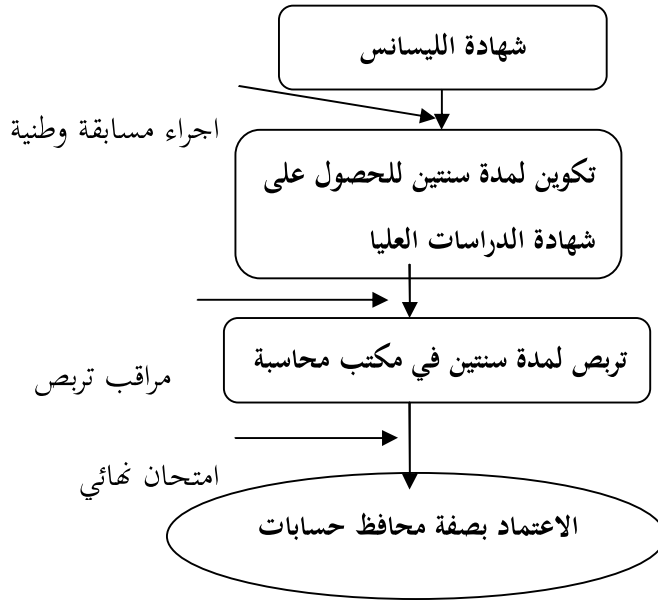 شهادة الليسانس
اجراء مسابقة وطنية
تكوين لمدة سنتين للحصول على
شهادة الدراسات العليا
تربص لمدة سنتين في مكتب محاسبة
مراقب تربص
امتحان نهائي
الاعتماد بصفة محافظ حسابات